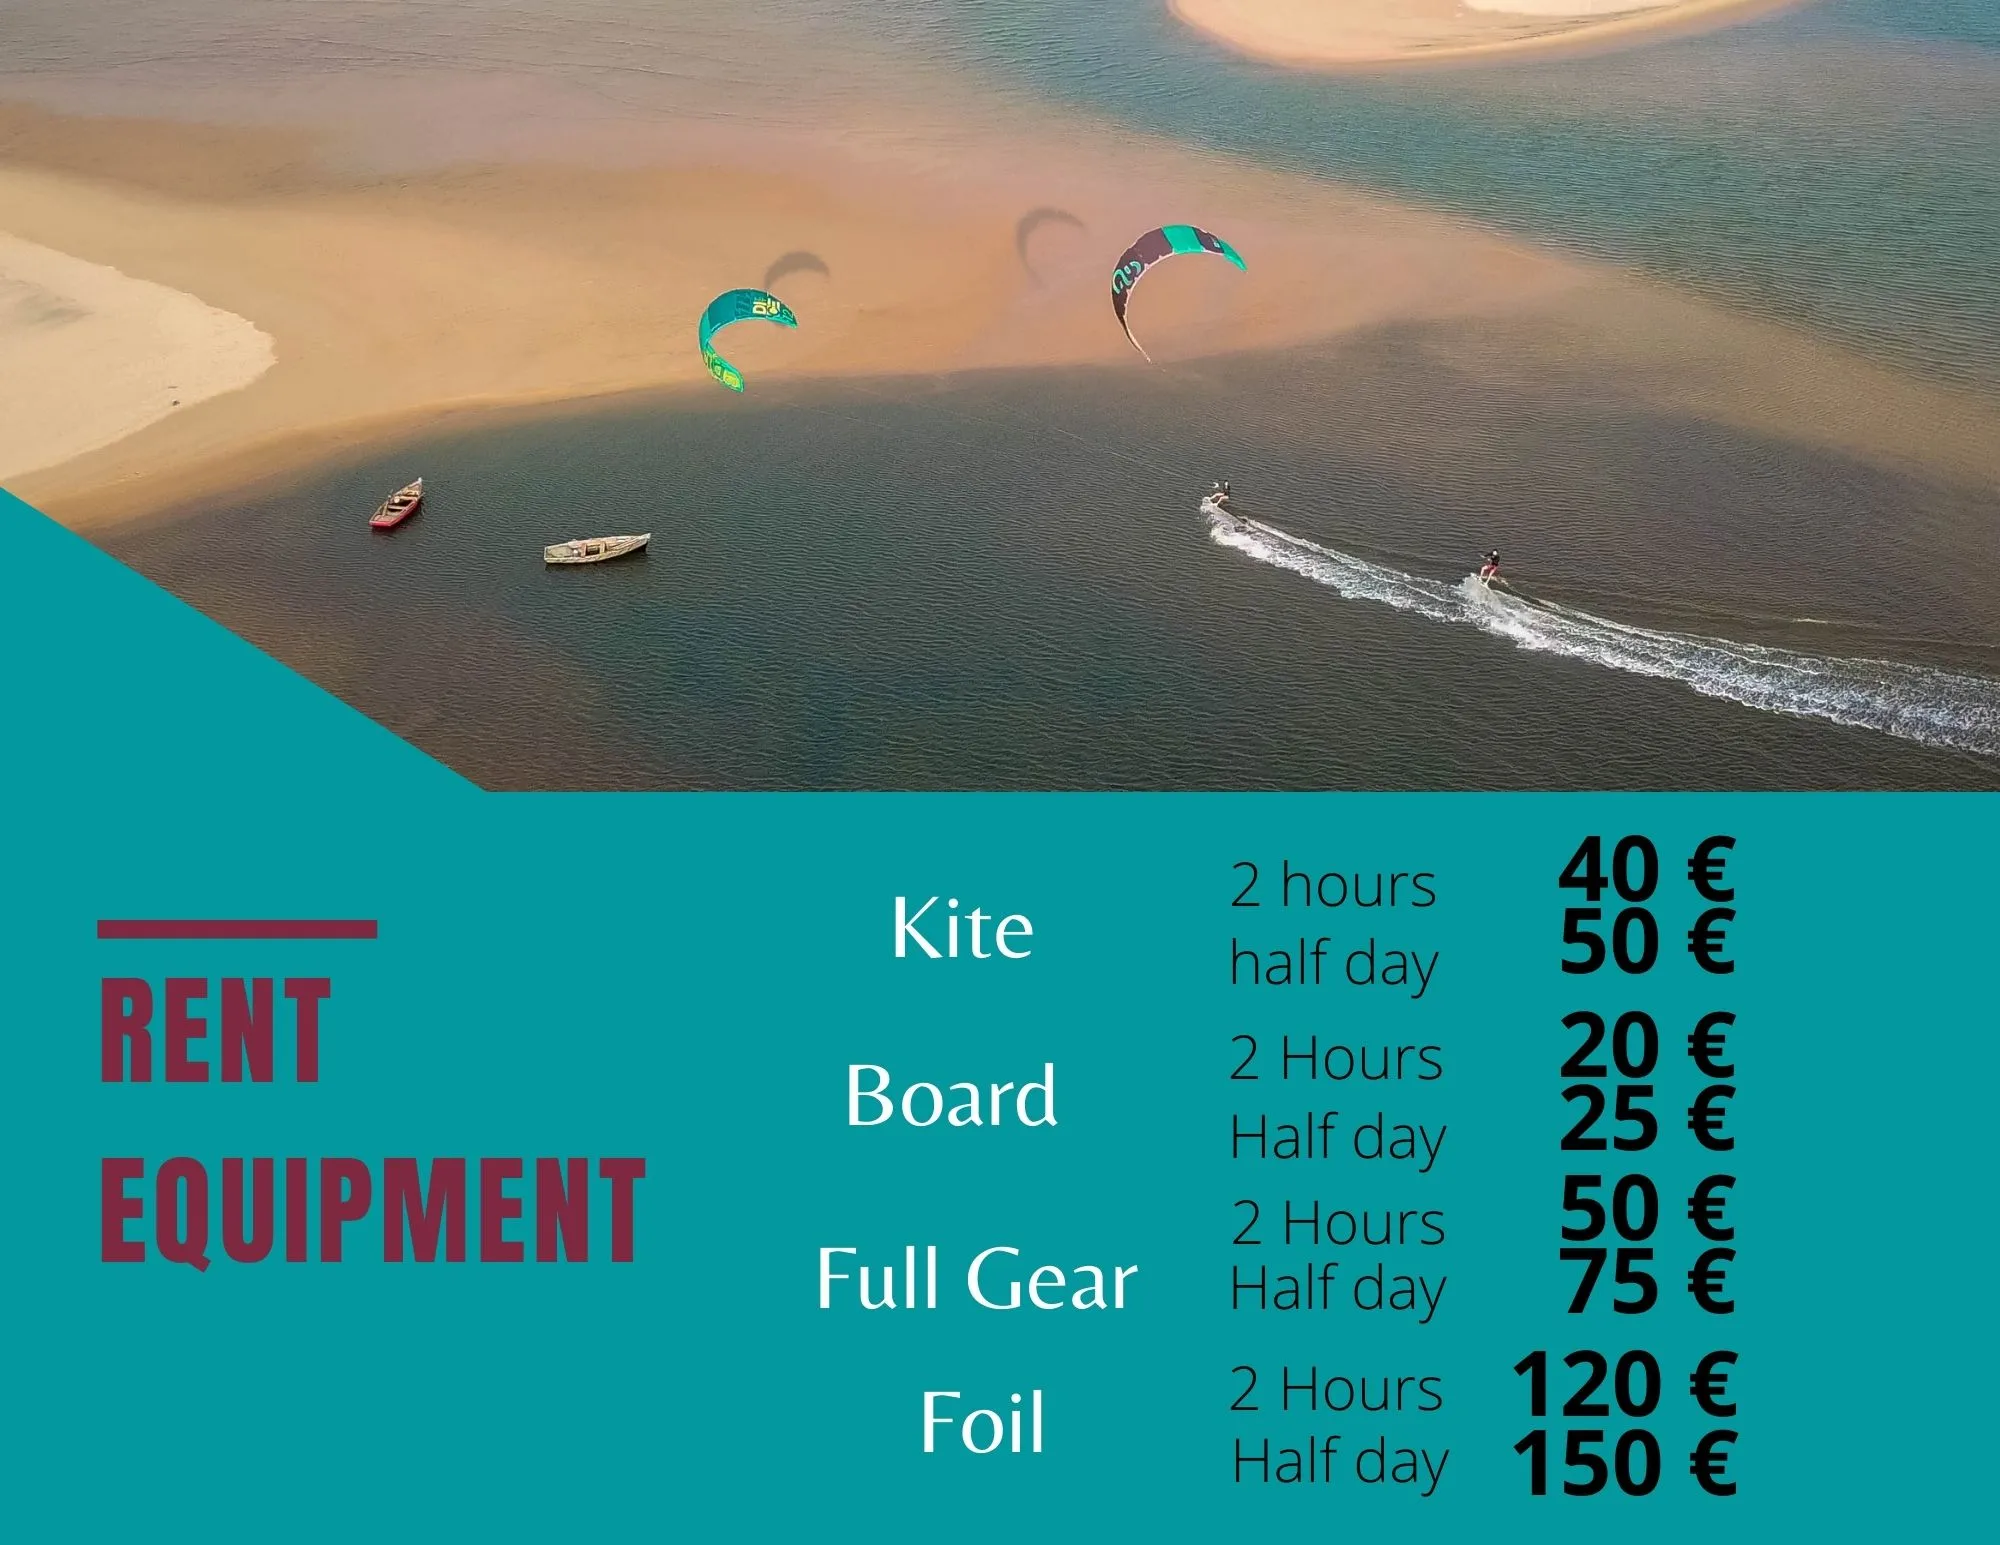 RENT
EQUIPMENT
Kite
2 hours 40 €
half day 50 €
Board
2 Hours 20 €
Half day 25 €
Full Gear
2 Hours 50 €
Half day 75 €
Foil
2 Hours 120 €
Half day 150 €